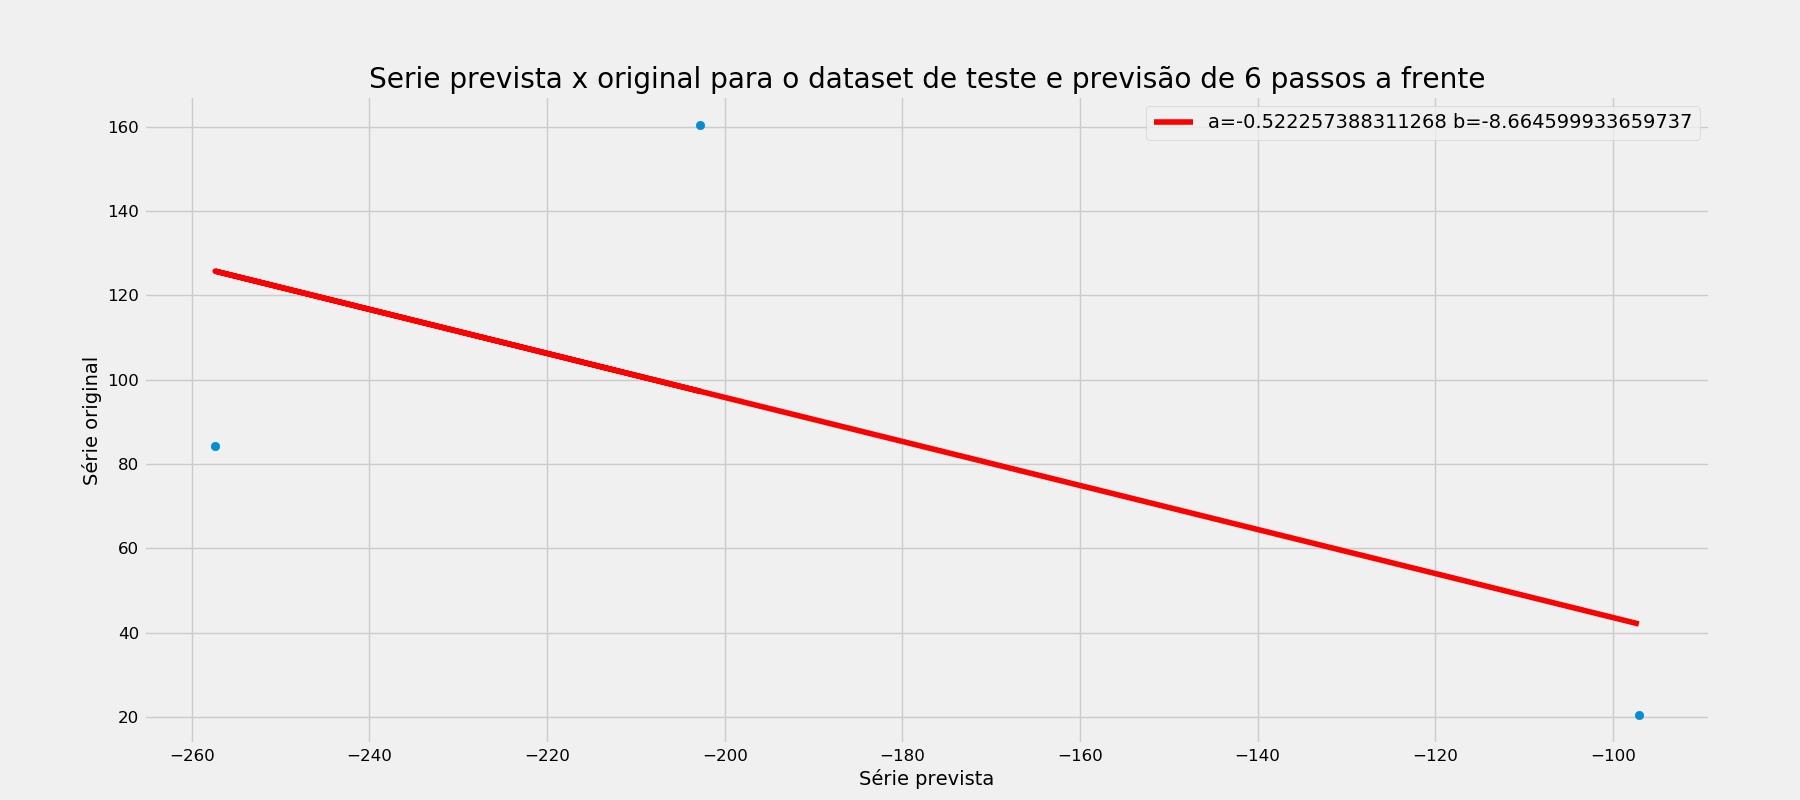 Serie prevista x original para o dataset de teste e previsão de 6 passos a frente
a=-0.522257388311268 b=-8.664599933659737
160
140
120
100
80
60
40
20
Série original
−260 −240 −220 −200 −180 −160 −140 −120 −100
Série prevista